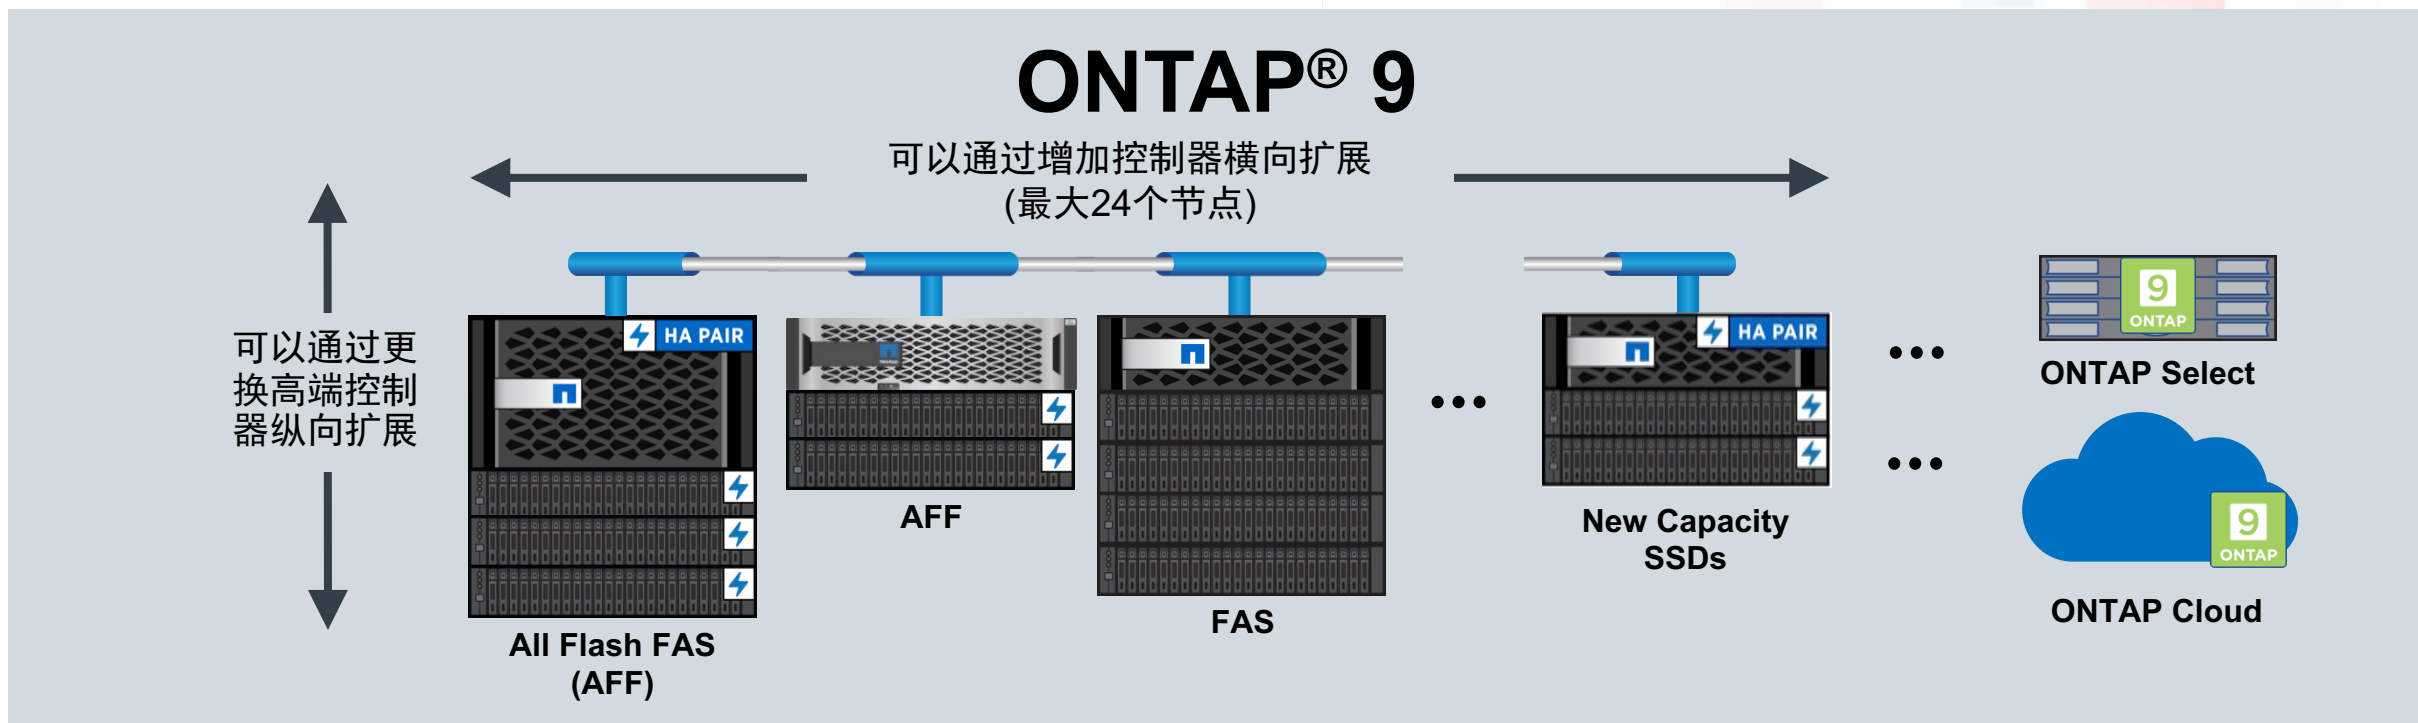 ONTAP® 9
可以通过增加控制器横向扩展
(最大24个节点)
可以通过更
换高端控制
器纵向扩展
HA PAIR
HA PAIR
9
ONTAP
ONTAP Select
AFF
New Capacity
SSDs
9
ONTAP
FAS
ONTAP Cloud
All Flash FAS
(AFF)